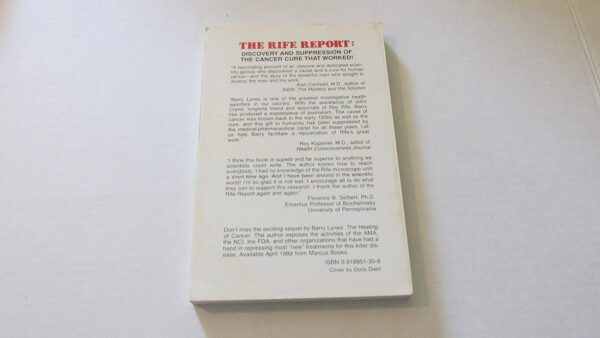 THE RIFE REPORT:
DISCOVERY AND SUPPRESSION OF
THE CANCER CURE THAT WORKED!
"A fascinating account of an obscure and dedicated scien-
tific genius who discovered a cause and a cure for human
cancer–and the story of the powerful men who sought to
destroy the man and his work."
Alan Cantwell, M.D., author of
AIDS: The Mystery and the Solution
"Barry Lynes is one of the greatest investigative health
reporters in our country. With the assistance of John
Crane, longtime friend and associate of Roy Rife, Barry
has produced a masterpiece of journalism. The cause of
cancer was known back in the early 1930s as well as the
cure, and this gift to humanity has been suppressed by
the medical-pharmaceutical cartel for all these years. Let
us help Barry facilitate a rejuvenation of Rife's great
work."
Roy Kupsinel, M.D., editor of
Health Consciousness Journal
"I think this book is superb and far superior to anything we
scientists could write. The author knows how to reach
everybody. I had no knowledge of the Rife microscope until
a short time ago. And I have been around in the scientific
world! I'm so glad it is not lost. I encourage all to do what
they can to support this research. I thank the author of the
Rife Report again and again."
Florence B. Seibert, Ph.D.
Emeritus Professor of Biochemistry
University of Pennsylvania
Don't miss the exciting sequel by Barry Lynes: The Healing
of Cancer. The author exposes the activities of the AMA,
the NCI, the FDA, and other organizations that have had a
hand in repressing most "new" treatments for this killer dis-
ease. Available April 1989 from Marcus Books.
ISBN 0-919951-30-9
Cover by Doris Diehl